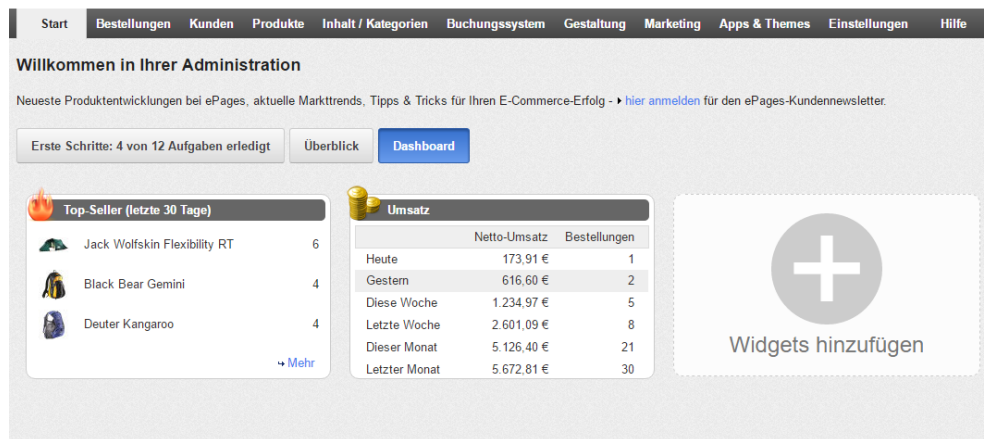 Start Bestellungen Kunden Produkte Inhalt / Kategorien Buchungssystem Gestaltung Marketing Apps & Themes Einstellungen Hilfe
Willkommen in Ihrer Administration
Neueste Produktentwicklungen bei ePages, aktuelle Markttrends, Tipps & Tricks für Ihren E-Commerce-Erfolg - hier anmelden für den ePages-Kundennewsletter.
Erste Schritte: 4 von 12 Aufgaben erledigt Überblick Dashboard
Top-Seller (letzte 30 Tage)
Jack Wolfskin Flexibility RT 6
Black Bear Gemini 4
Deuter Kangaroo 4
Mehr
Umsatz
Netto-Umsatz Bestellungen
Heute 173,91 € 1
Gestern 616,60 € 2
Diese Woche 1.234,97 € 5
Letzte Woche 2.601,09 € 8
Dieser Monat 5.126,40 € 21
Letzter Monat 5.672,81 € 30
Widgets hinzufügen